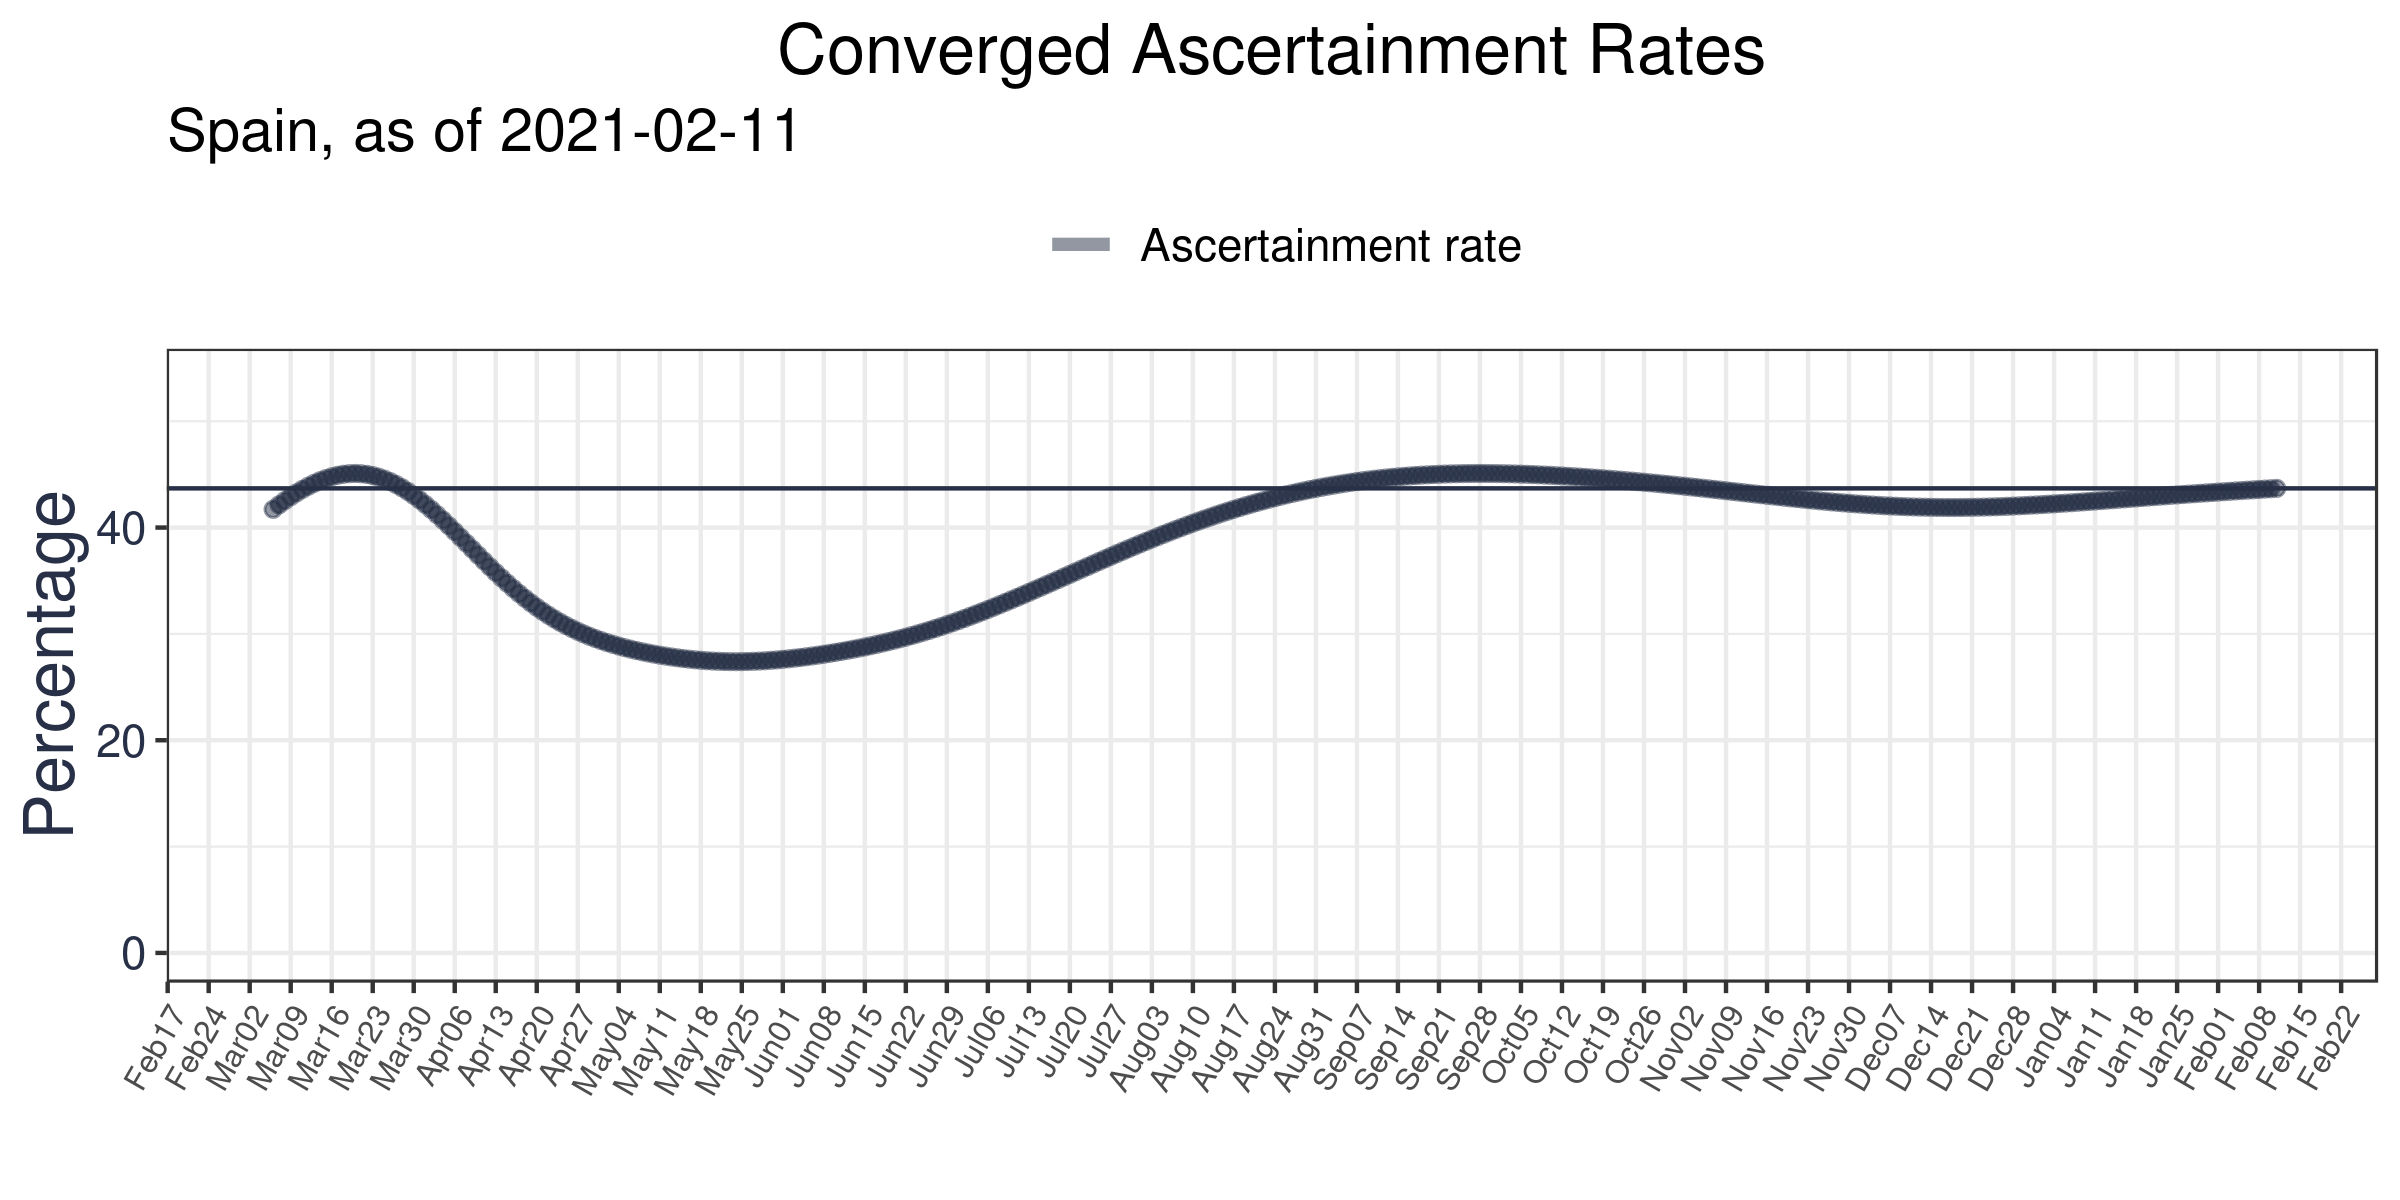 Converged Ascertainment Rates
Spain, as of 2021-02-11
Ascertainment rate
Percentage
40
20
0
Feb17 Feb24 Mar02 Mar09 Mar16 Mar23 Mar30 Apr06 Apr13 Apr20 Apr27 May04 May11 May18 May25 Jun01 Jun08 Jun15 Jun22 Jun29 Jul06 Jul13 Jul20 Jul27 Aug03 Aug10 Aug17 Aug24 Aug31 Sep07 Sep14 Sep21 Sep28 Oct05 Oct12 Oct19 Oct26 Nov02 Nov09 Nov16 Nov23 Nov30 Dec07 Dec14 Dec21 Dec28 Jan04 Jan11 Jan18 Jan25 Feb01 Feb08 Feb15 Feb22